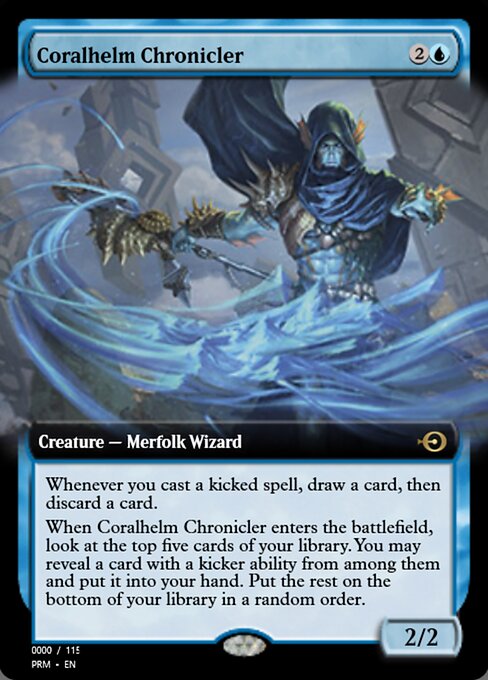 Coralhelm Chronicler 2
Creature — Merfolk Wizard
Whenever you cast a kicked spell, draw a card, then
discard a card.
When Coralhelm Chronicler enters the battlefield,
look at the top five cards of your library. You may
reveal a card with a kicker ability from among them
and put it into your hand. Put the rest on the
bottom of your library in a random order.
2/2
0000 / 115
PRM • EN